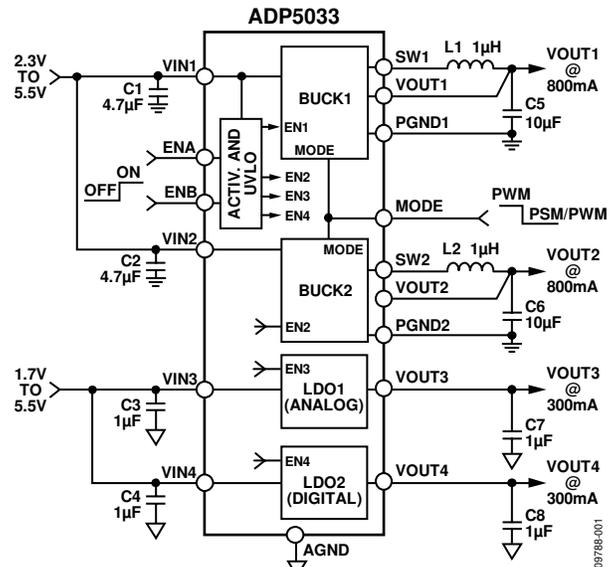 ADP5033
2.3V
TO
5.5V
VIN1
C1
4.7µF
BUCK1
EN1
MODE
SW1
L1 1µH
VOUT1
@
800mA
VOUT1
C5
10µF
PGND1
ENA
ON
OFF
ENB
ACTIV. AND
UVLO
EN2
EN3
EN4
MODE
PWM
PSM/PWM
VIN2
C2
4.7µF
MODE
BUCK2
EN2
SW2
L2 1µH
VOUT2
@
800mA
VOUT2
C6
10µF
PGND2
1.7V
TO
5.5V
VIN3
C3
1µF
EN3
LDO1
(ANALOG)
VOUT3
VOUT3
@
300mA
C7
1µF
VIN4
C4
1µF
EN4
LDO2
(DIGITAL)
VOUT4
VOUT4
@
300mA
C8
1µF
AGND
09788-001